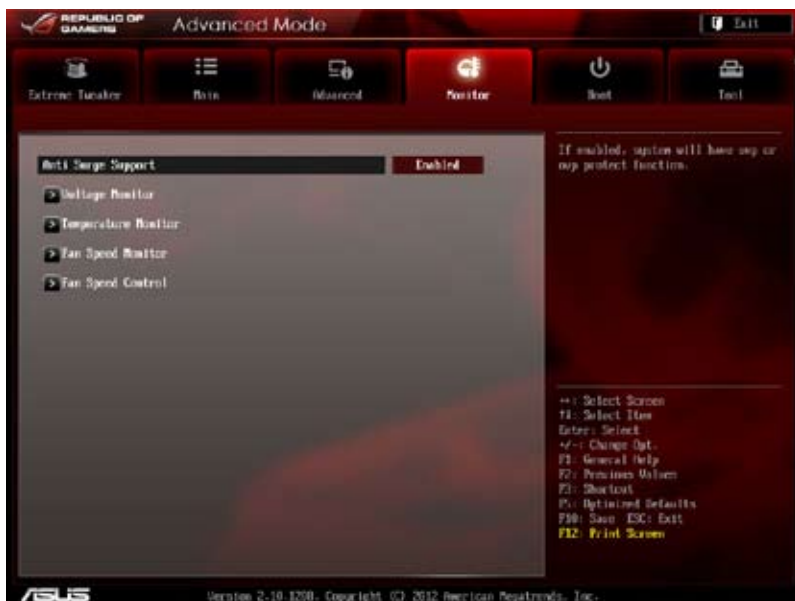 REPUBLIC OF
GAMERS
Advanced Mode
Exit
Extreme Tweaker
Main
Advanced
Monitor
Boot
Tool
Anti Surge Support
Enabled
> Voltage Monitor
> Temperature Monitor
> Fan Speed Monitor
> Fan Speed Control
If enabled, system will have ovp or
uvp protect function.
: Select Screen
: Select Item
Enter: Select
+/-: Change Opt.
F1: General Help
F2: Previous Values
F3: Shortcut
F5: Optimized Defaults
F10: Save ESC: Exit
F12: Print Screen
ASUS
Version 2.10.1208. Copyright (C) 2012 American Megatrends, Inc.